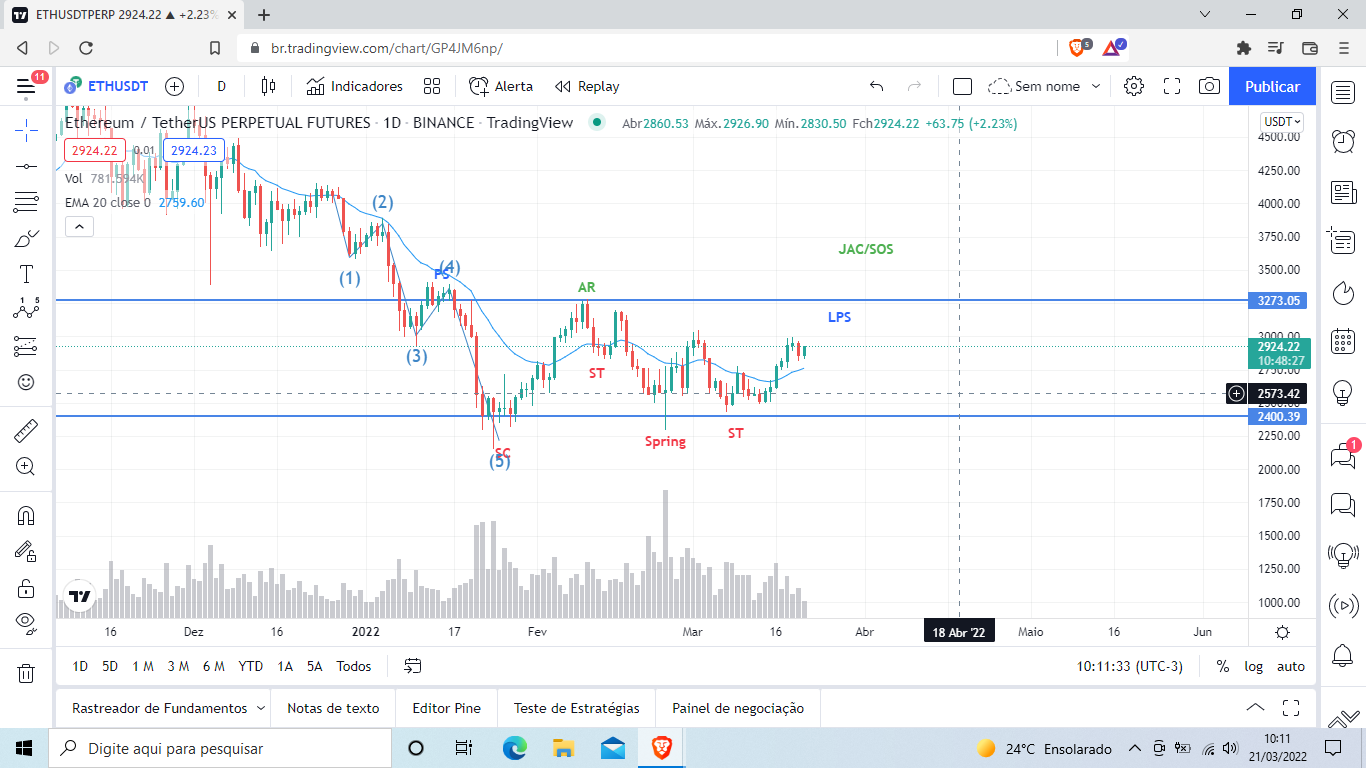 ETHUSDTPERP 2924.22 ▲ +2.23%
br.tradingview.com/chart/GP4JM6np/
5
11
ETHUSDT
D
Indicadores
Alerta
Replay
Sem nome
Publicar
Ethereum / TetherUS PERPETUAL FUTURES · 1D · BINANCE · TradingView
Abr2860.53 Máx.2926.90 Mín.2830.50 Fch2924.22 +63.75 (+2.23%)
2924.22
0.01
2924.23
Vol 781.594K
EMA 20 close 0 2759.60
USDT
4500.00
4250.00
4000.00
3750.00
3500.00
3273.05
3000.00
2924.22
10:48:27
2750.00
2573.42
2500.00
2400.39
2250.00
2000.00
1750.00
1500.00
1250.00
1000.00
(2)
JAC/SOS
(4)
PS
(1)
AR
LPS
(3)
ST
ST
Spring
SC
(5)
1 5
T
1
16
Dez
16
2022
17
Fev
Mar
16
Abr
18 Abr '22
Maio
16
Jun
1D 5D 1 M 3 M 6 M YTD 1A 5A Todos
10:11:33 (UTC-3)
% log auto
Rastreador de Fundamentos
Notas de texto
Editor Pine
Teste de Estratégias
Painel de negociação
Digite aqui para pesquisar
24°C Ensolarado
10:11
21/03/2022